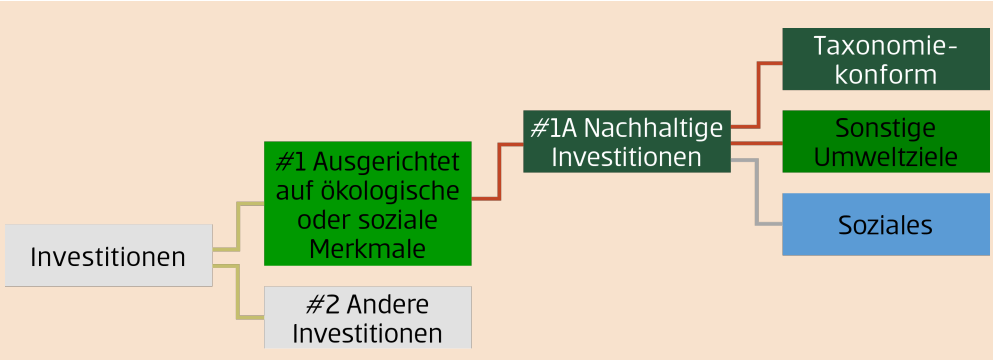 Investitionen
#1 Ausgerichtet
auf ökologische
oder soziale
Merkmale
#2 Andere
Investitionen
#1A Nachhaltige
Investitionen
Taxonomie-
konform
Sonstige
Umweltziele
Soziales